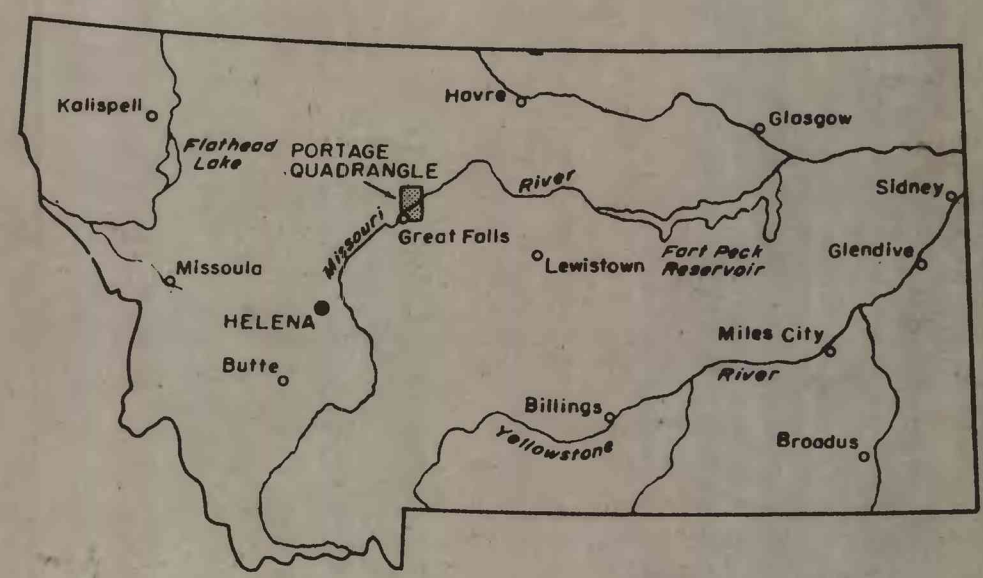 Kalispell
Havre
Glasgow
Flathead
Lake
PORTAGE
QUADRANGLE
River
Sidney
Missouri
Great Falls
Missoula
Lewistown
Fort Peck
Reservoir
Glendive
HELENA
Miles City
Butte
River
Billings
Yellowstone
Broadus